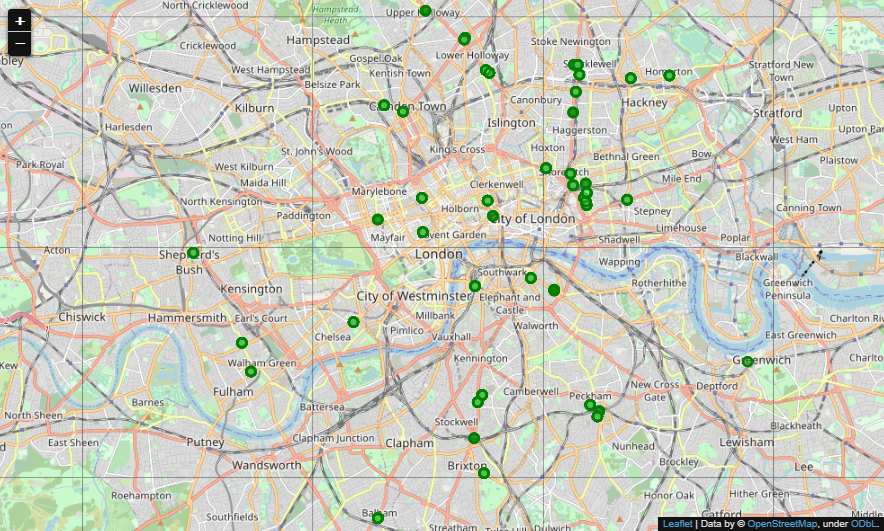 North Cricklewood
Hampstead
Heath
Upper Holloway
+
−
Cricklewood
Hampstead
Stoke Newington
Lower Holloway
Gospel Oak
West Hampstead
Kentish Town
Homerton
Stratford New
Town
Belsize Park
Willesden
Canonbury
Hackney
Kilburn
Camden Town
Stratford
Upton
Islington
Harlesden
Haggerston
Upton Park
West Ham
King's Cross
Hoxton
St. John's Wood
Bethnal Green
Bow
Plaistow
Park Royal
West Kilburn
Maida Hill
Clerkenwell
Mile End
Marylebone
North Kensington
Holborn
Canning Town
Paddington
Stepney
City of London
Limehouse
Notting Hill
Mayfair
Covent Garden
Shadwell
Poplar
Acton
London
Shepherd's
Bush
Blackwall
Wapping
Southwark
Rotherhithe
Greenwich
Peninsula
Kensington
City of Westminster
Elephant and
Castle
Chiswick
Hammersmith
Earl's Court
Millbank
Pimlico
Walworth
Chelsea
Vauxhall
East Greenwich
Kennington
Greenwich
Kew
Walham Green
New Cross
Gate
Deptford
Fulham
Camberwell
Peckham
Barnes
Battersea
North Sheen
Stockwell
Blackheath
East Sheen
Putney
Clapham Junction
Clapham
Nunhead
Lewisham
Wandsworth
Brixton
Brockley
Lee
Roehampton
Honor Oak
Hither Green
Southfields
Balham
Streatham
Dulwich
Catford
Leaflet | Data by © OpenStreetMap, under ODbL.